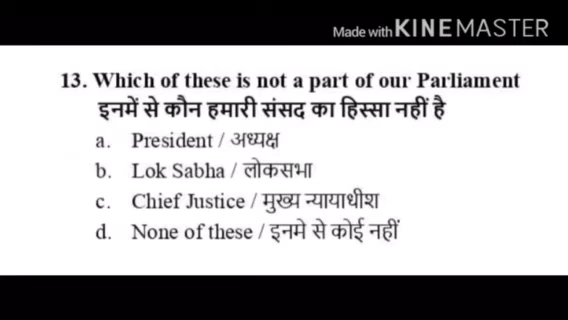 Made with KINEMASTER
13. Which of these is not a part of our Parliament
इनमें से कौन हमारी संसद का हिस्सा नहीं है
a. President / अध्यक्ष
b. Lok Sabha / लोकसभा
c. Chief Justice / मुख्य न्यायाधीश
d. None of these / इनमे से कोई नहीं